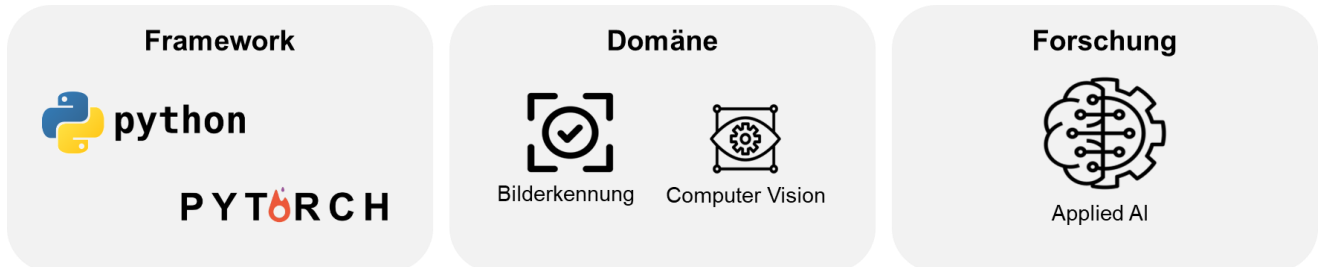 Framework
python
PYTORCH
Domäne
Bilderkennung
Computer Vision
Forschung
Applied AI